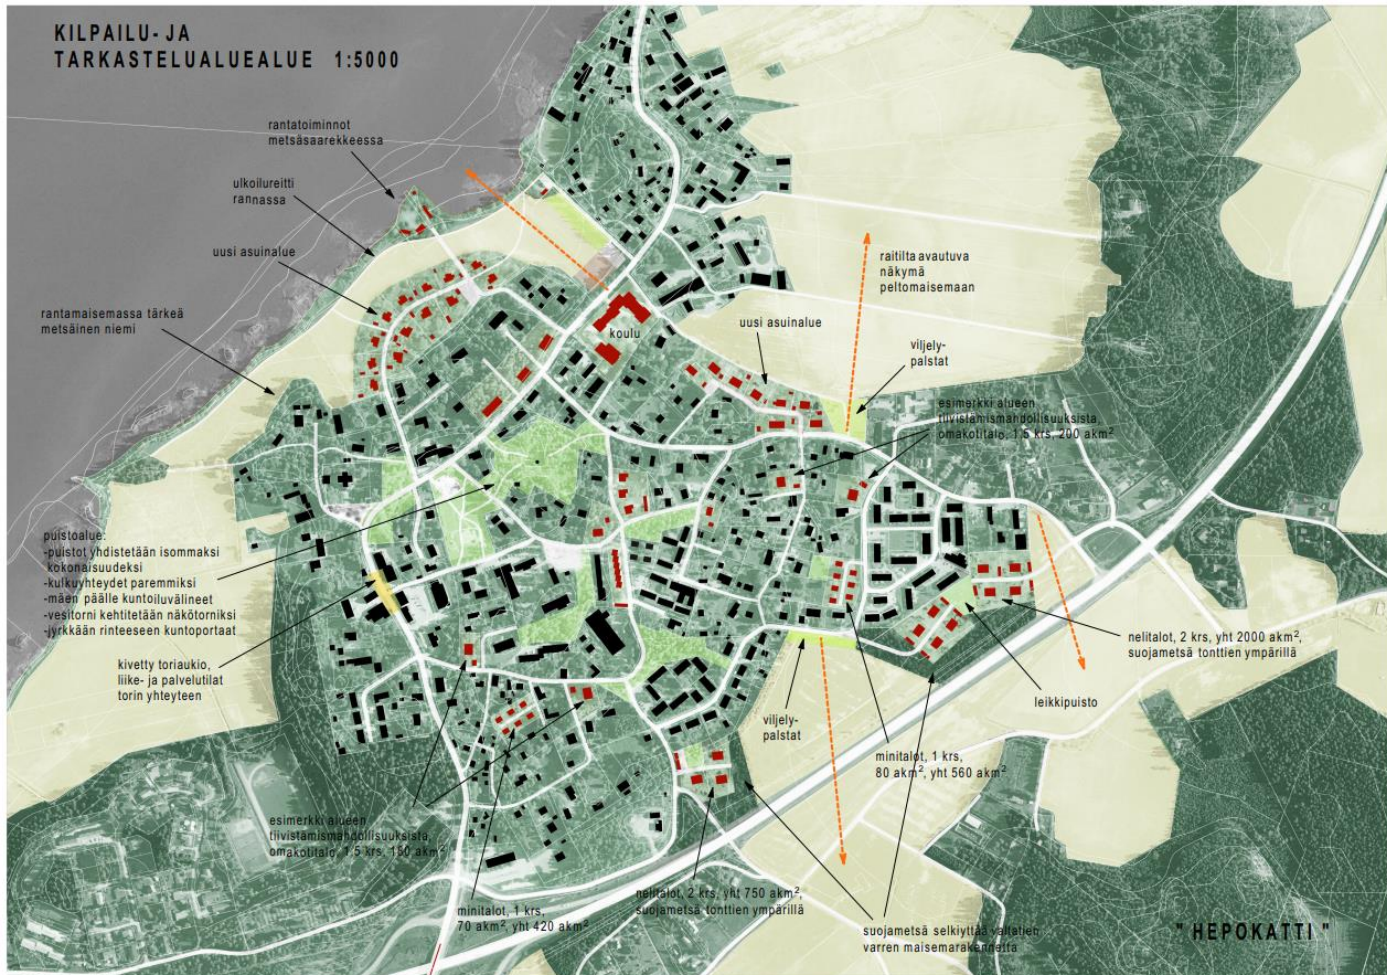 KILPAILU- JA
TARKASTELUALUEALUE 1:5000
rantatoiminnot
metsäsaarekkeessa
ulkoilureitti
rannassa
uusi asuinalue
rantamaisemassa tärkeä
metsäinen niemi
koulu
raitilta avautuva
näkymä
peltomaisemaan
uusi asuinalue
viljely-
palstat
esimerkki alueen
tiivistämismahdollisuuksista,
omakotitalo, 1.5 krs, 200 akm²
puistoalue:
-puistot yhdistetään isommaksi
kokonaisuudeksi
-kulkuyhteydet paremmiksi
-mäen päälle kuntoiluvälineet
-vesitorni kehtitetään näkötorniksi
-jyrkkään rinteeseen kuntoportaat
kivetty toriaukio,
liike- ja palvelutilat
torin yhteyteen
nelitalot, 2 krs, yht 2000 akm²,
suojametsä tonttien ympärillä
leikkipuisto
viljely-
palstat
minitalot, 1 krs,
80 akm², yht 560 akm²
esimerkki alueen
tiivistämismahdollisuuksista,
omakotitalo, 1.5 krs, 180 akm²
minitalot, 1 krs,
70 akm², yht 420 akm²
nelitalot, 2 krs, yht 750 akm²,
suojametsä tonttien ympärillä
suojametsä selkiyttää valtatien
varren maisemarakennetta
" HEPOKATTI "